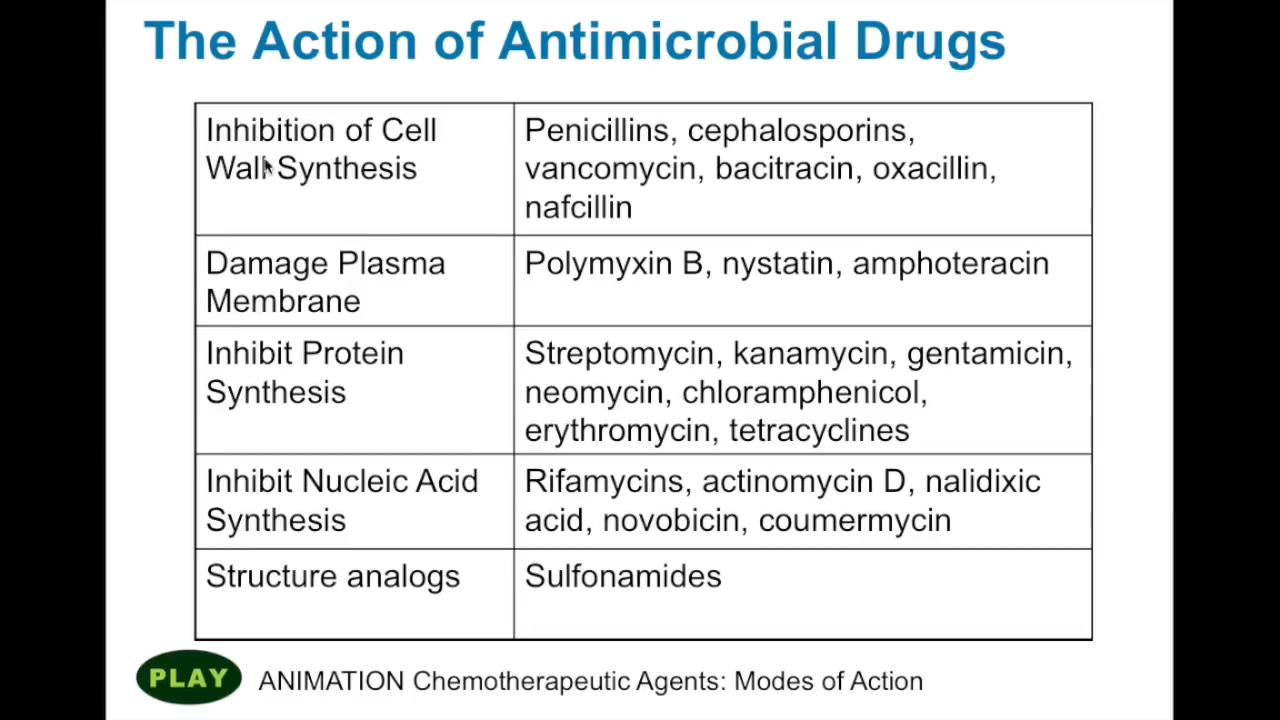 The Action of Antimicrobial Drugs
Inhibition of Cell
Wall Synthesis
Penicillins, cephalosporins,
vancomycin, bacitracin, oxacillin,
nafcillin
Damage Plasma
Membrane
Polymyxin B, nystatin, amphoteracin
Inhibit Protein
Synthesis
Streptomycin, kanamycin, gentamicin,
neomycin, chloramphenicol,
erythromycin, tetracyclines
Inhibit Nucleic Acid
Synthesis
Rifamycins, actinomycin D, nalidixic
acid, novobicin, coumermycin
Structure analogs
Sulfonamides
PLAY
ANIMATION Chemotherapeutic Agents: Modes of Action